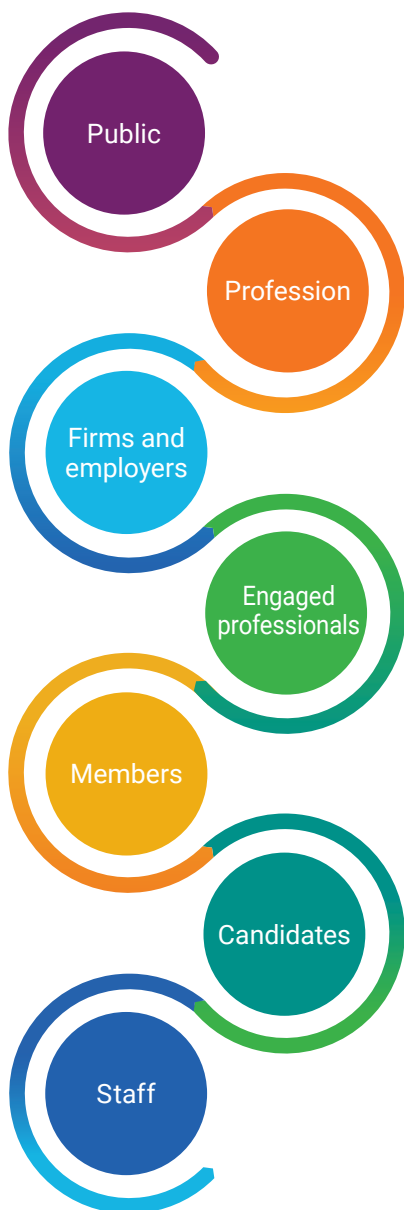 Public
Profession
Firms and
employers
Engaged
professionals
Members
Candidates
Staff